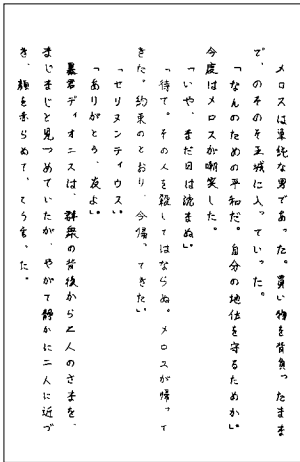 メロスは単純な男であった。買い物を背負ったまま
で、のそのそ王城に入っていった。
「なんのための平和だ。自分の地位を守るためか」。
今度はメロスが嘲笑した。
「いや、まだ日は沈まぬ」。
「待て。その人を殺してはならぬ。メロスが帰って
きた。約束のとおり、今帰ってきた」。
「セリヌンティウス」。
「ありがとう、友よ」。
暴君ディオニスは、群衆の背後から二人のさまを、
まじまじと見つめていたが、やがて静かに二人に近づ
き、顔を赤らめて、こう言った。